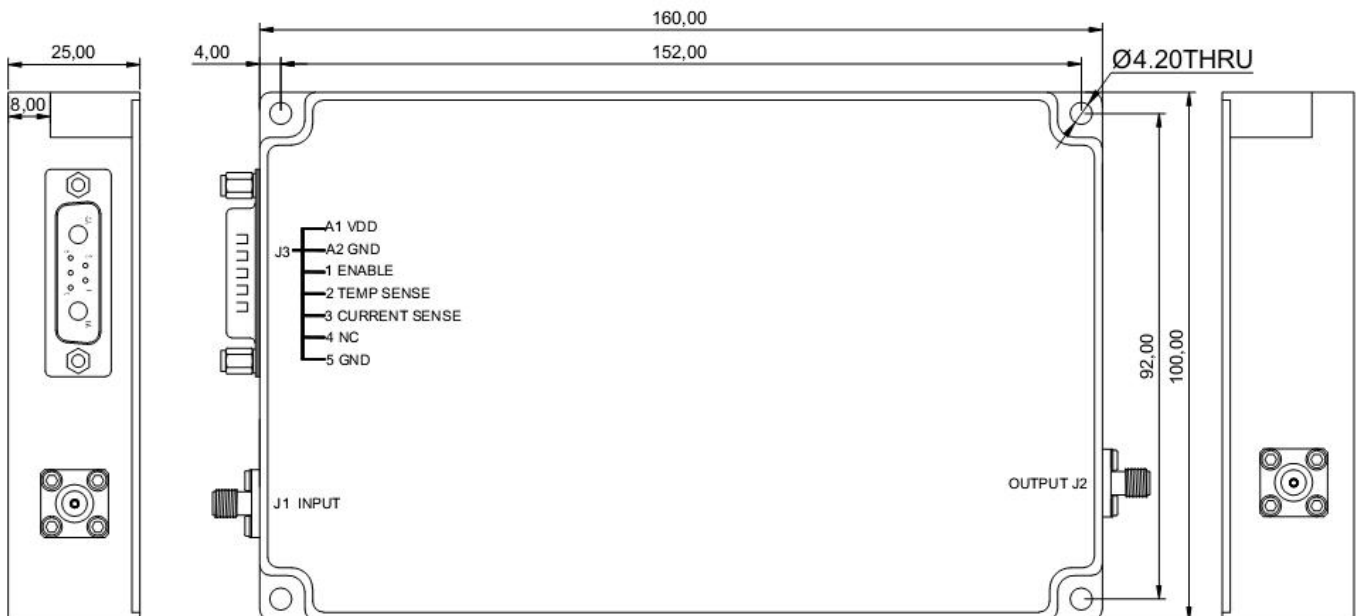 160,00
25,00
4,00
152,00
Ø4.20THRU
8,00
A1 VDD
J3
A2 GND
1 ENABLE
2 TEMP SENSE
3 CURRENT SENSE
4 NC
5 GND
92,00
100,00
J1 INPUT
OUTPUT J2